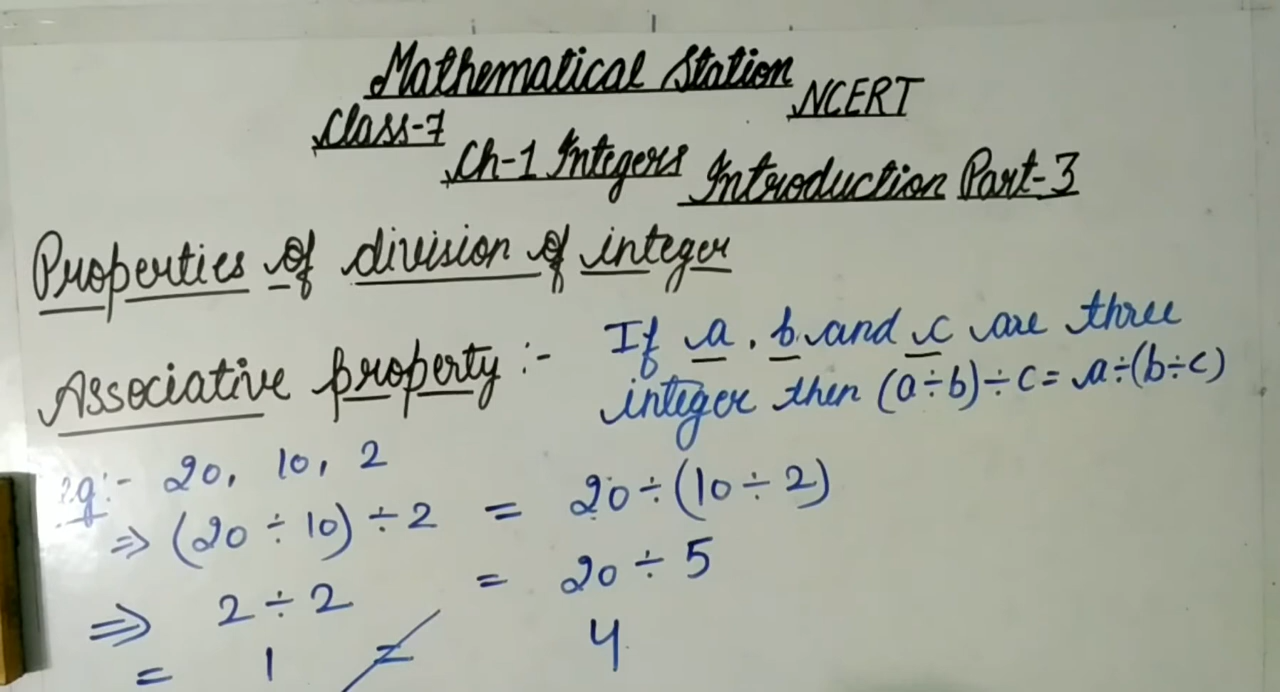 Mathematical Station
NCERT
Class-7
Ch-1 Integers Introduction Part-3
Properties of division of integer
Associative property :- If a, b and c are three
integer then (a÷b)÷c = a÷(b÷c)
eg:- 20, 10, 2
⇒ (20 ÷ 10) ÷ 2 = 20 ÷ (10 ÷ 2)
⇒ 2 ÷ 2 = 20 ÷ 5
= 1 ≠ 4